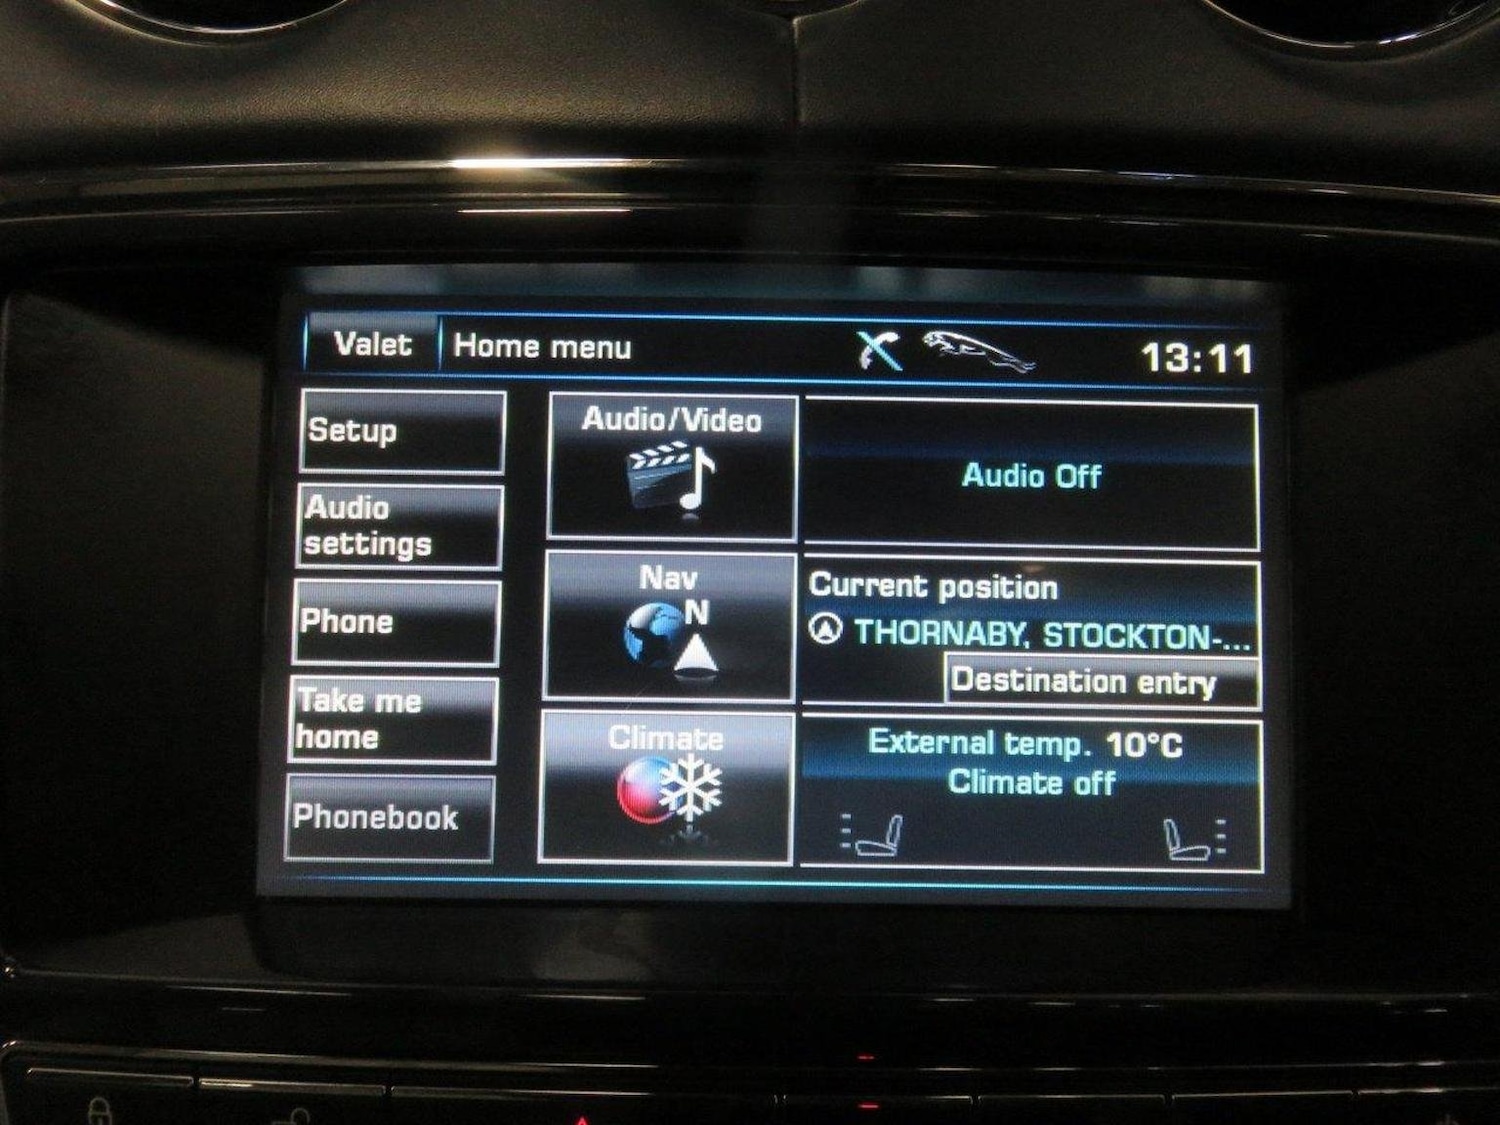 Valet
Home menu
13:11
Setup
Audio
settings
Phone
Take me
home
Phonebook
Audio/Video
Audio Off
Nav
N
Current position
THORNABY, STOCKTON-...
Destination entry
Climate
External temp. 10°C
Climate off